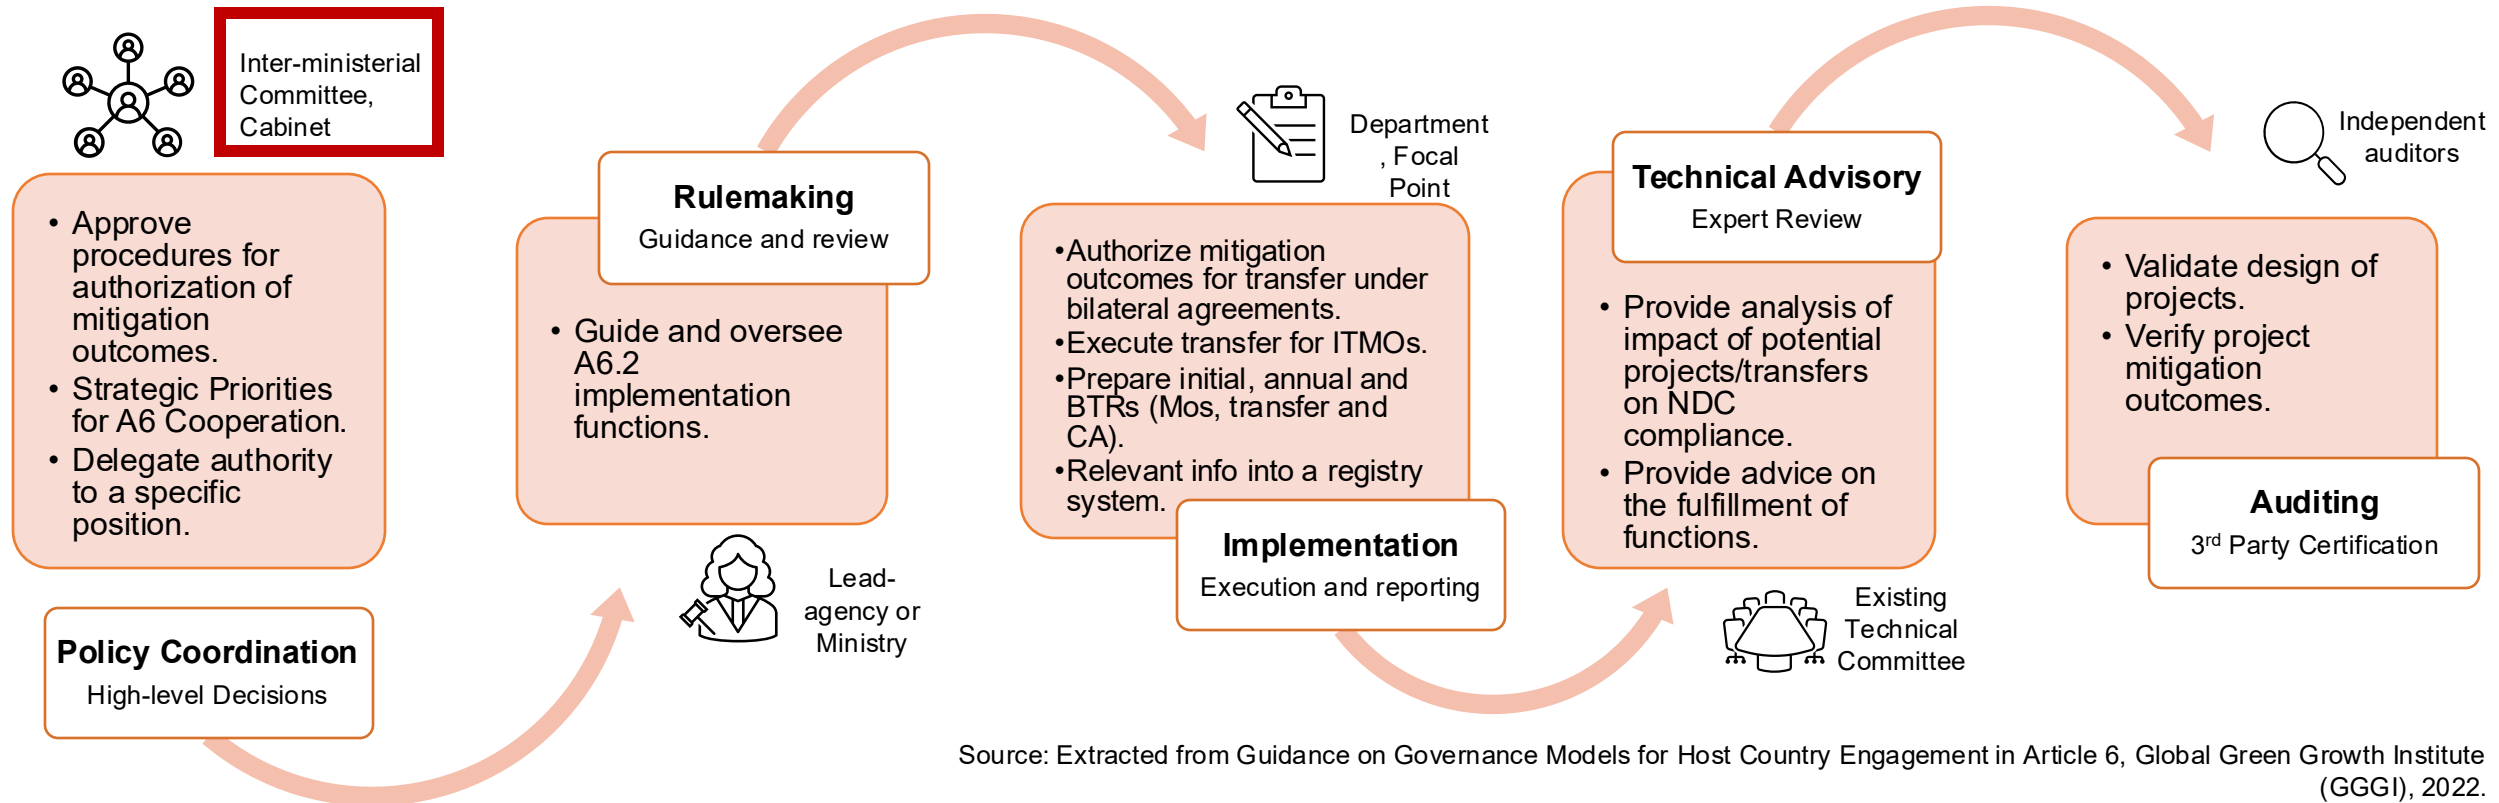 Inter-ministerial
Committee,
Cabinet
• Approve
procedures for
authorization of
mitigation
outcomes.
• Strategic Priorities
for A6 Cooperation.
• Delegate authority
to a specific
position.
Policy Coordination
High-level Decisions
Rulemaking
Guidance and review
• Guide and oversee
A6.2
implementation
functions.
Lead-
agency or
Ministry
Department
, Focal
Point
•Authorize mitigation
outcomes for transfer under
bilateral agreements.
•Execute transfer for ITMOs.
•Prepare initial, annual and
BTRs (Mos, transfer and
CA).
•Relevant info into a registry
system.
Implementation
Execution and reporting
Technical Advisory
Expert Review
• Provide analysis of
impact of potential
projects/transfers
on NDC
compliance.
• Provide advice on
the fulfillment of
functions.
Existing
Technical
Committee
Independent
auditors
• Validate design of
projects.
• Verify project
mitigation
outcomes.
Auditing
3rd Party Certification
Source: Extracted from Guidance on Governance Models for Host Country Engagement in Article 6, Global Green Growth Institute
(GGGI), 2022.